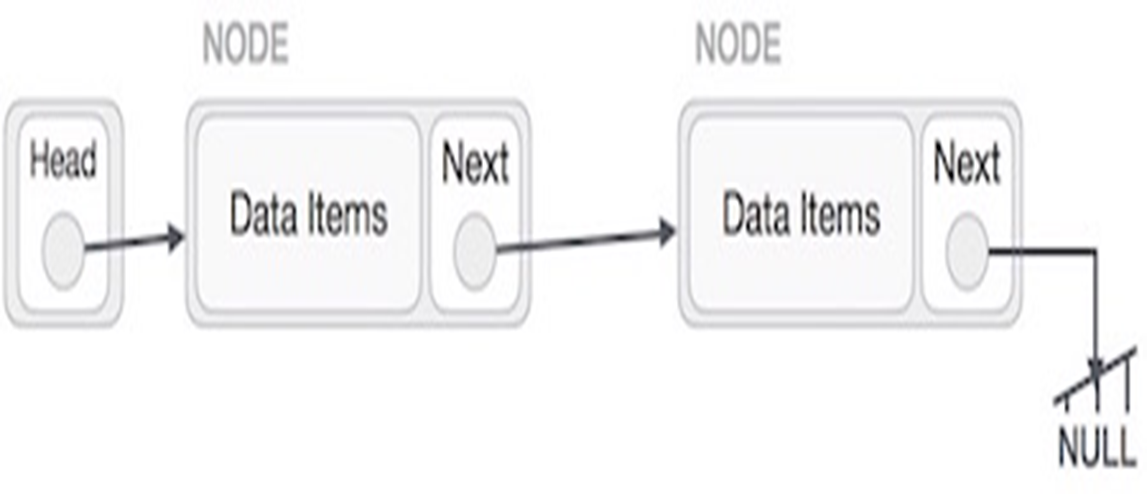 NODE
NODE
Head
Data Items
Next
Data Items
Next
NULL